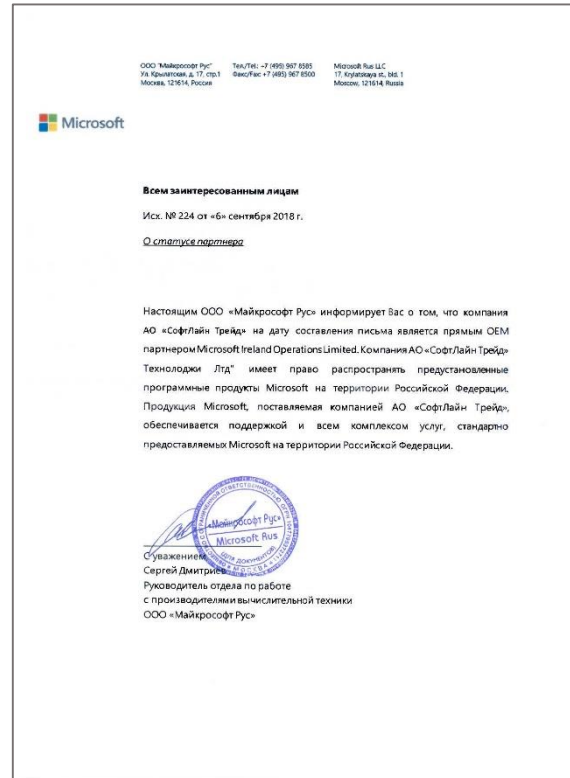 ООО "Майкрософт Рус"
Ул. Крылатская, д. 17, стр.1
Москва, 121614, Россия
Тел./Tel.: +7 (495) 967 8585
Факс/Fax: +7 (495) 967 8500
Microsoft Rus LLC
17, Krylatskaya st., bld. 1
Moscow, 121614, Russia
Microsoft
Всем заинтересованным лицам
Исх. № 224 от «6» сентября 2018 г.
О статусе партнера
Настоящим ООО «Майкрософт Рус» информирует Вас о том, что компания
АО «СофтЛайн Трейд» на дату составления письма является прямым OEM
партнером Microsoft Ireland Operations Limited. Компания АО «СофтЛайн Трейд»
Технолоджи Лтд" имеет право распространять предустановленные
программные продукты Microsoft на территории Российской Федерации.
Продукция Microsoft, поставляемая компанией АО «СофтЛайн Трейд»,
обеспечивается поддержкой и всем комплексом услуг, стандартно
предоставляемых Microsoft на территории Российской Федерации.
«Майкрософт Рус»
Microsoft Rus
ДЛЯ ДОКУМЕНТОВ
МОСКВА
С уважением
Сергей Дмитриев
Руководитель отдела по работе
с производителями вычислительной техники
ООО «Майкрософт Рус»